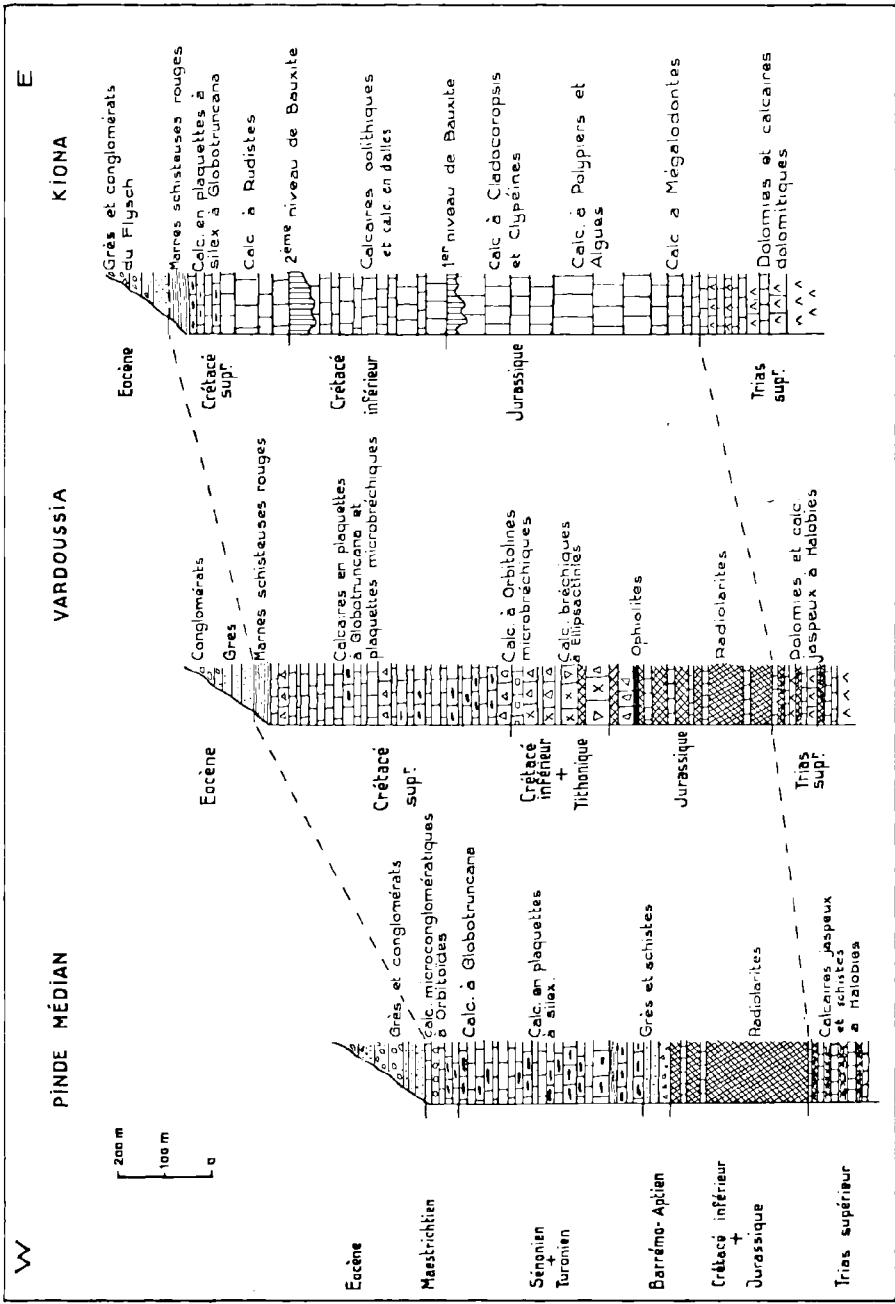 W
E
PINDE MÉDIAN
200 m
100 m
0
Eocène
Maestrichtien
Sénonien
+
Turonien
Barrémo-Aptien
Crétacé inférieur
+
Jurassique
Trias supérieur
Grès et conglomérats
Calc. microconglomératiques
à Orbitoïdes
Calc. à Globotruncana
Calc. en plaquettes
à silex.
Grès et schistes
Radiolarites
Calcaires jaspeux
et schistes
à Halobies
VARDOUSSIA
Eocène
Crétacé
supr.
Crétacé
inférieur
+
Tithonique
Jurassique
Trias
supr.
Conglomérats
Gres
Marnes schisteuses rouges
Calcaires en plaquettes
à Globotruncana et
plaquettes microbréchiques
Calc. à Orbitolines
microbréchiques
Calc. bréchiques
à Ellipsactinies
Ophiolites
Radiolarites
Dolomies et calc.
jaspeux à Halobies
KIONA
Eocène
Crétacé
supr.
Crétacé
inférieur
Jurassique
Trias
supr.
Grès et conglomérats
du Flysch
Marres schisteuses rouges
Calc. en plaquettes à
silex à Globotruncana
Calc à Rudistes
2ème niveau de Bauxite
Calcaires oolithiques
et calc. en dalles
1er niveau de Bauxite
Calc à Cladocoropsis
et Clypéines
Calc. à Polypiers et
Algues
Calc a Mégalodontes
Dolomies et calcaires
dolomitiques